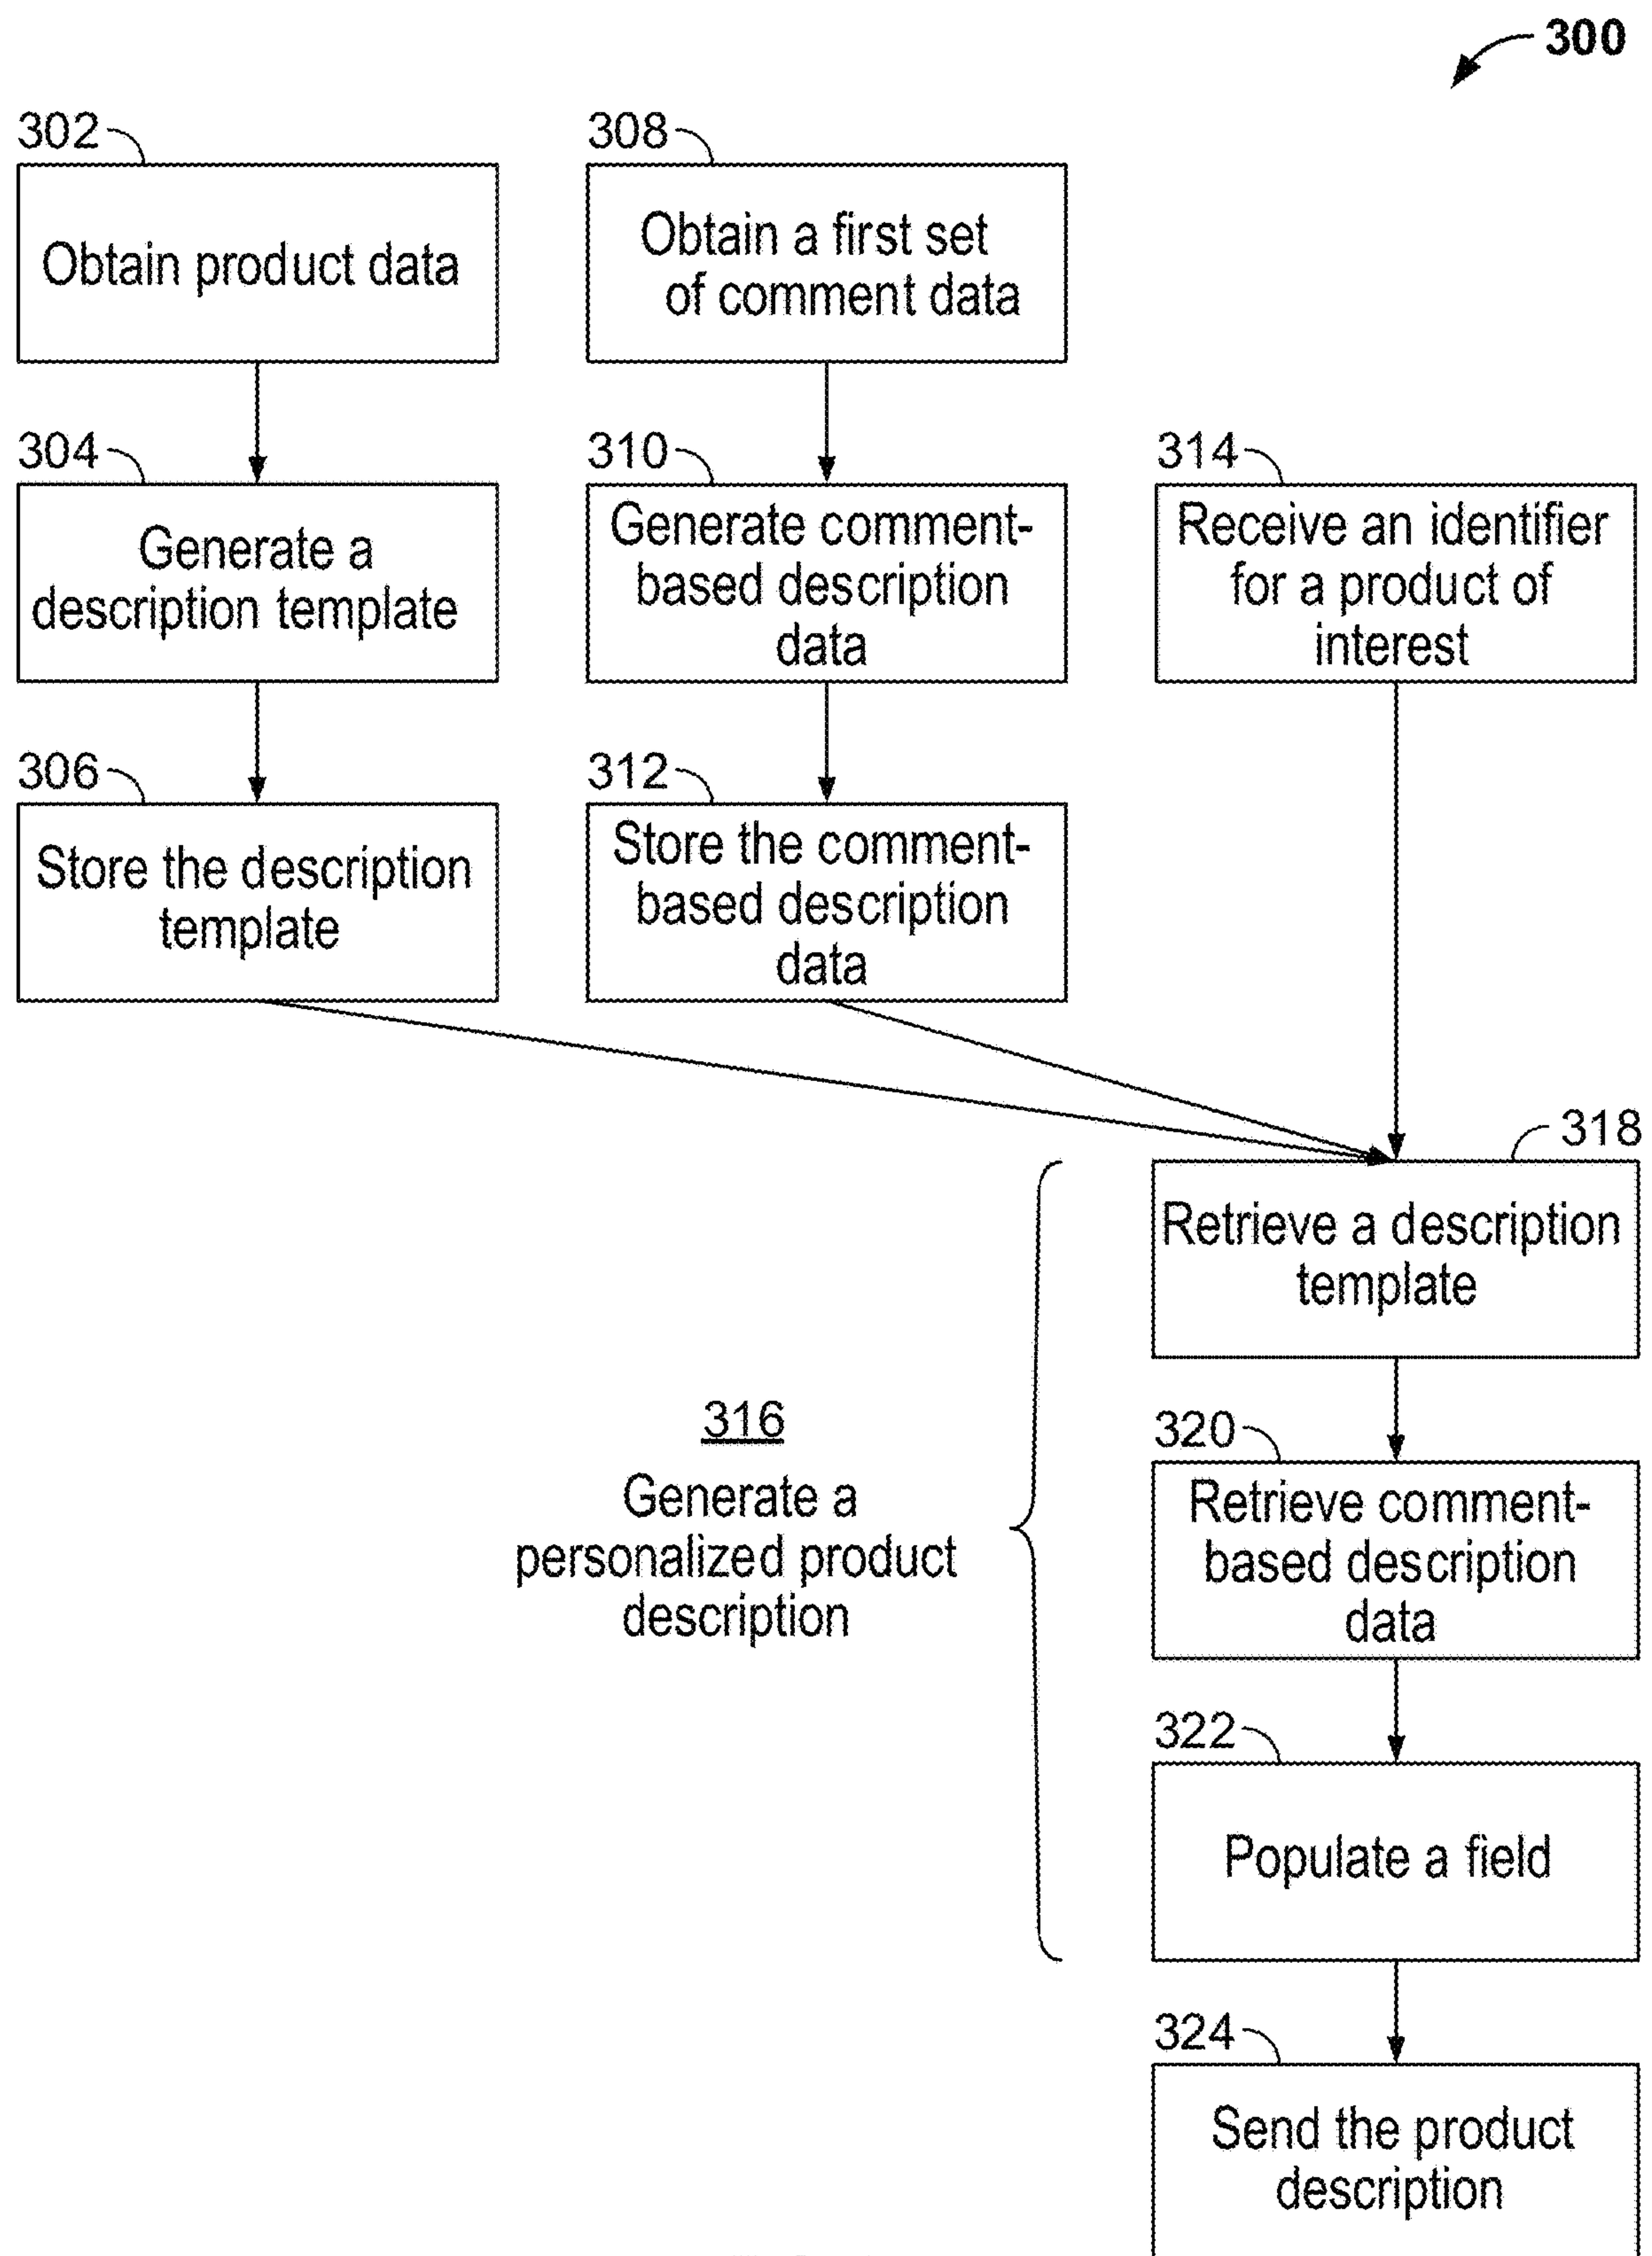 300
302
Obtain product data
308
Obtain a first set
of comment data
304
Generate a
description template
310
Generate comment-
based description
data
314
Receive an identifier
for a product of
interest
306
Store the description
template
312
Store the comment-
based description
data
318
Retrieve a description
template
316
Generate a
personalized product
description
320
Retrieve comment-
based description
data
322
Populate a field
324
Send the product
description